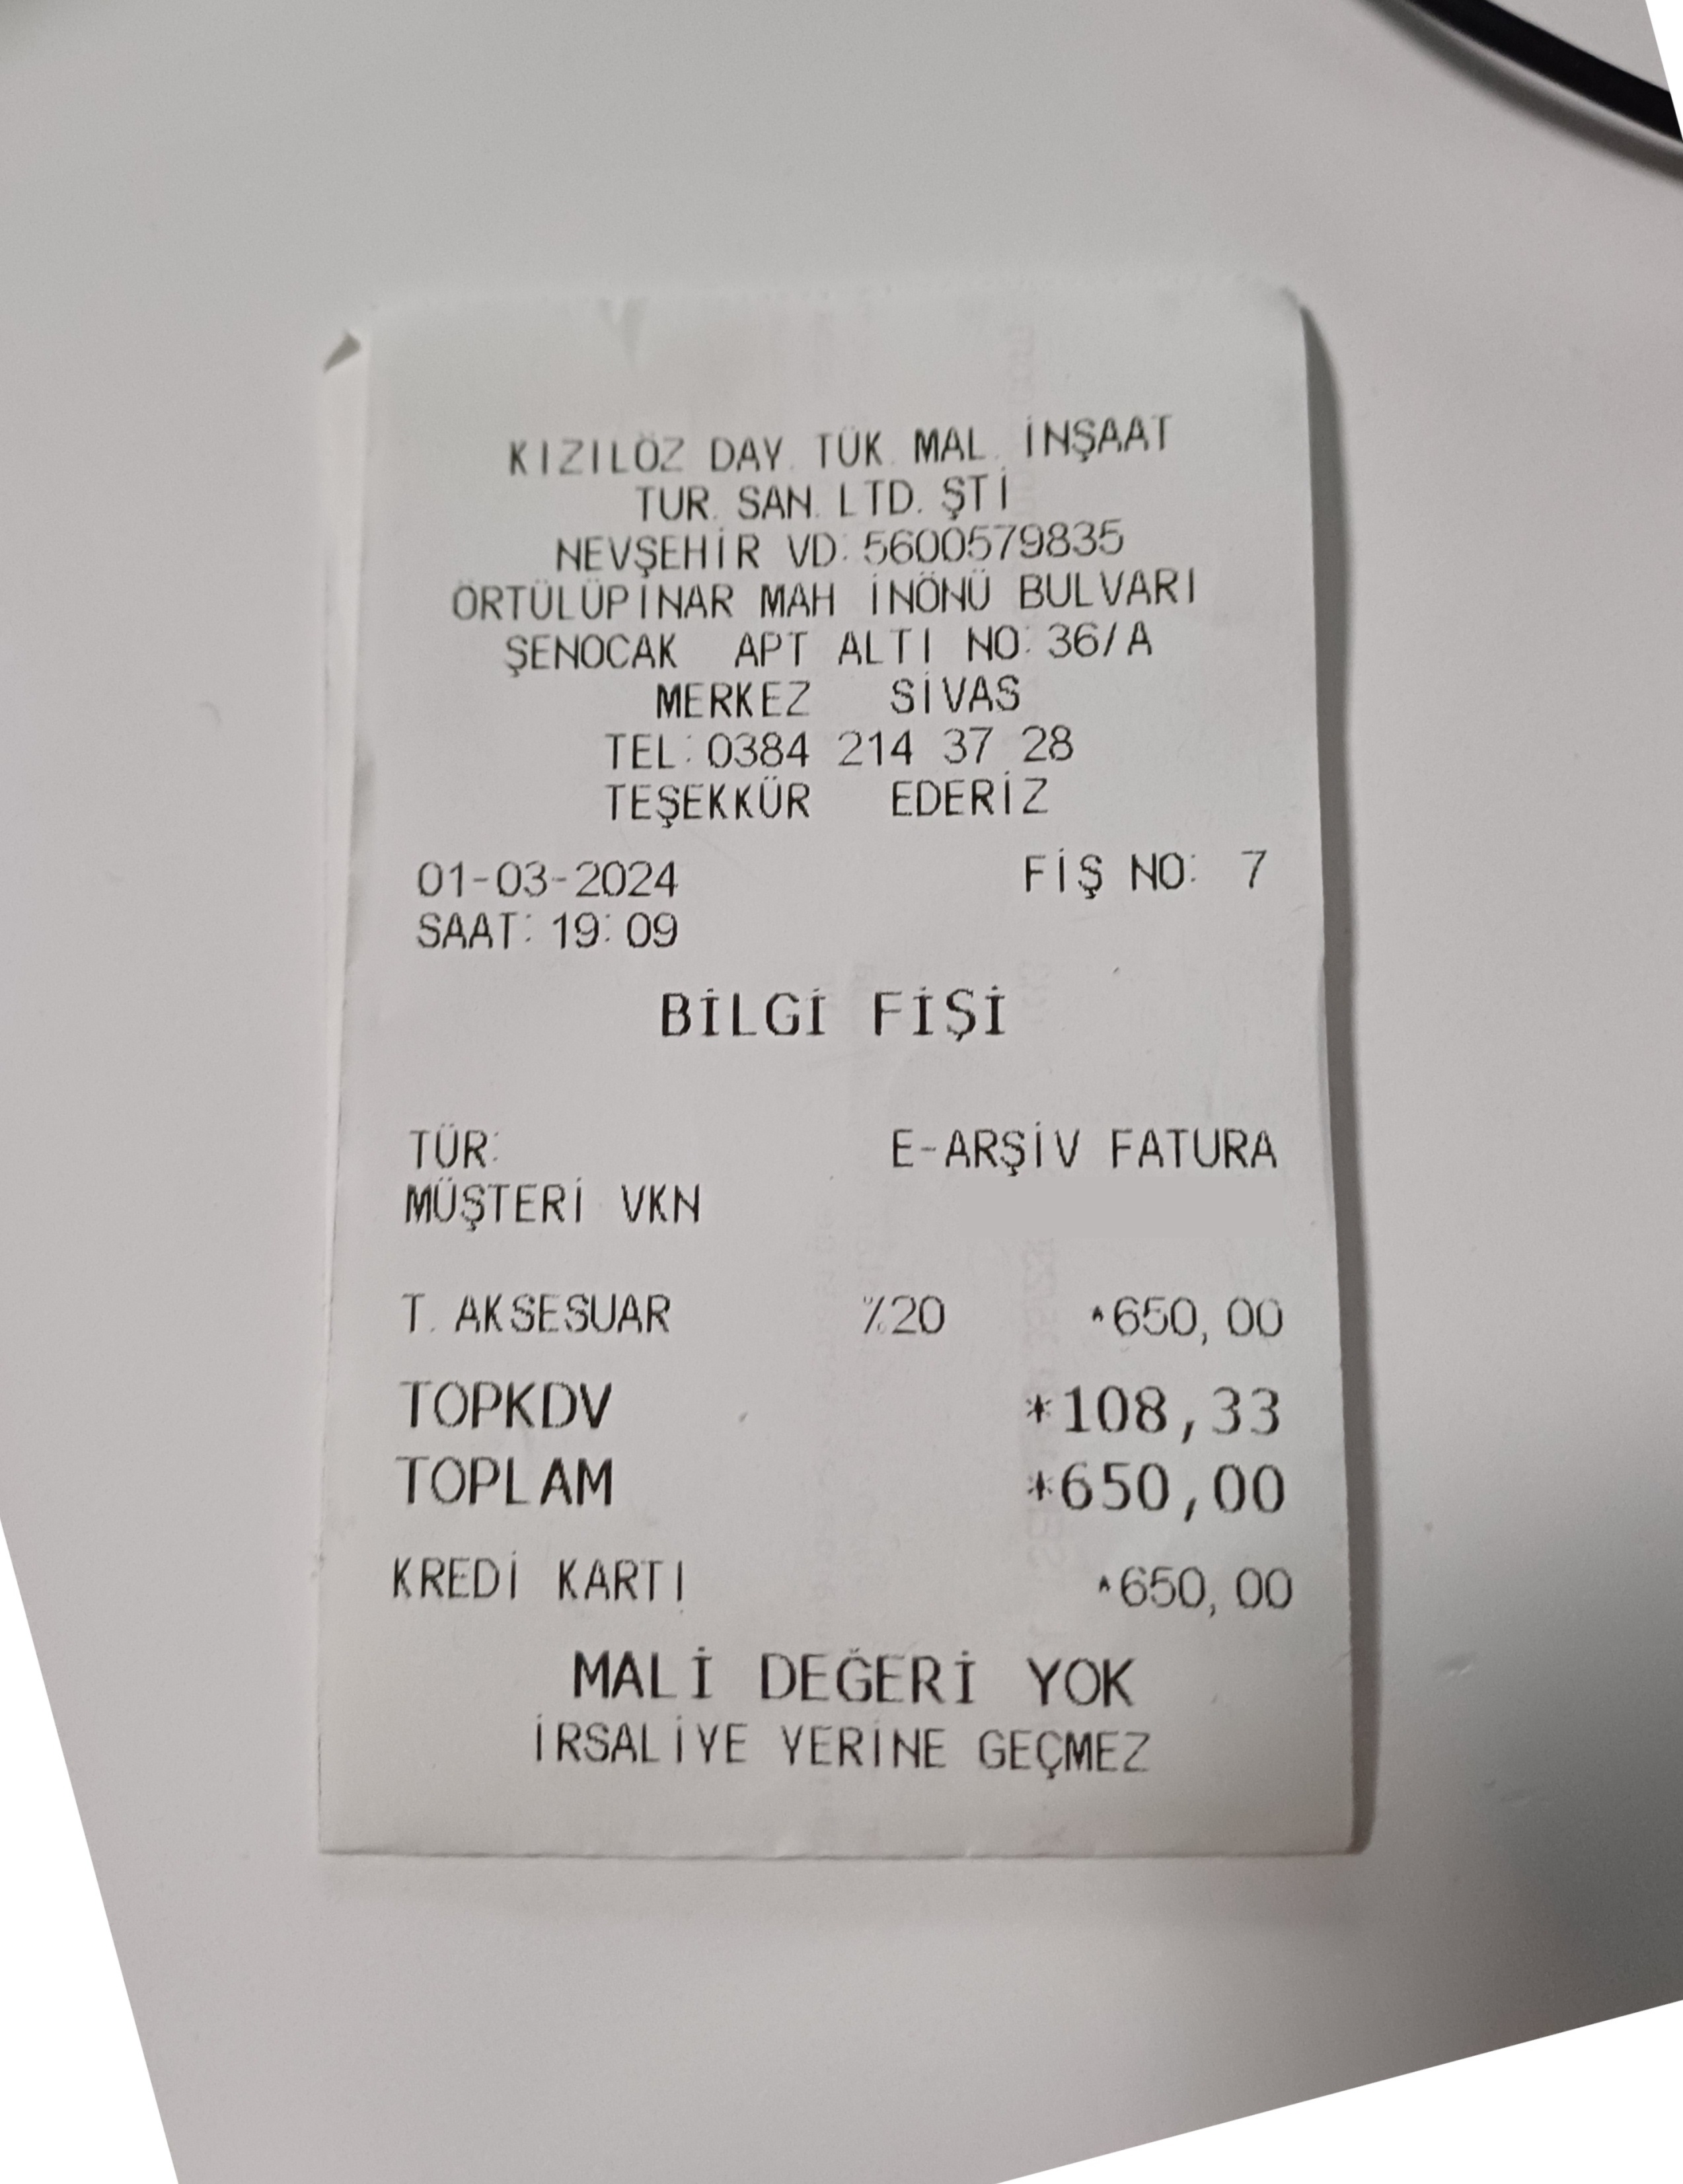 KIZILÖZ DAY. TÜK. MAL. İNŞAAT
TUR. SAN. LTD. ŞTİ
NEVŞEHİR VD: 5600579835
ÖRTÜLÜPINAR MAH İNÖNÜ BULVARI
ŞENOCAK APT ALTI NO: 36/A
MERKEZ SİVAS
TEL: 0384 214 37 28
TEŞEKKÜR EDERİZ
01-03-2024 FİŞ NO: 7
SAAT: 19:09
BİLGİ FİŞİ
TÜR: E-ARŞİV FATURA
MÜŞTERİ VKN
T. AKSESUAR %20 *650,00
TOPKDV *108,33
TOPLAM *650,00
KREDİ KARTI *650,00
MALİ DEĞERİ YOK
İRSALİYE YERİNE GEÇMEZ